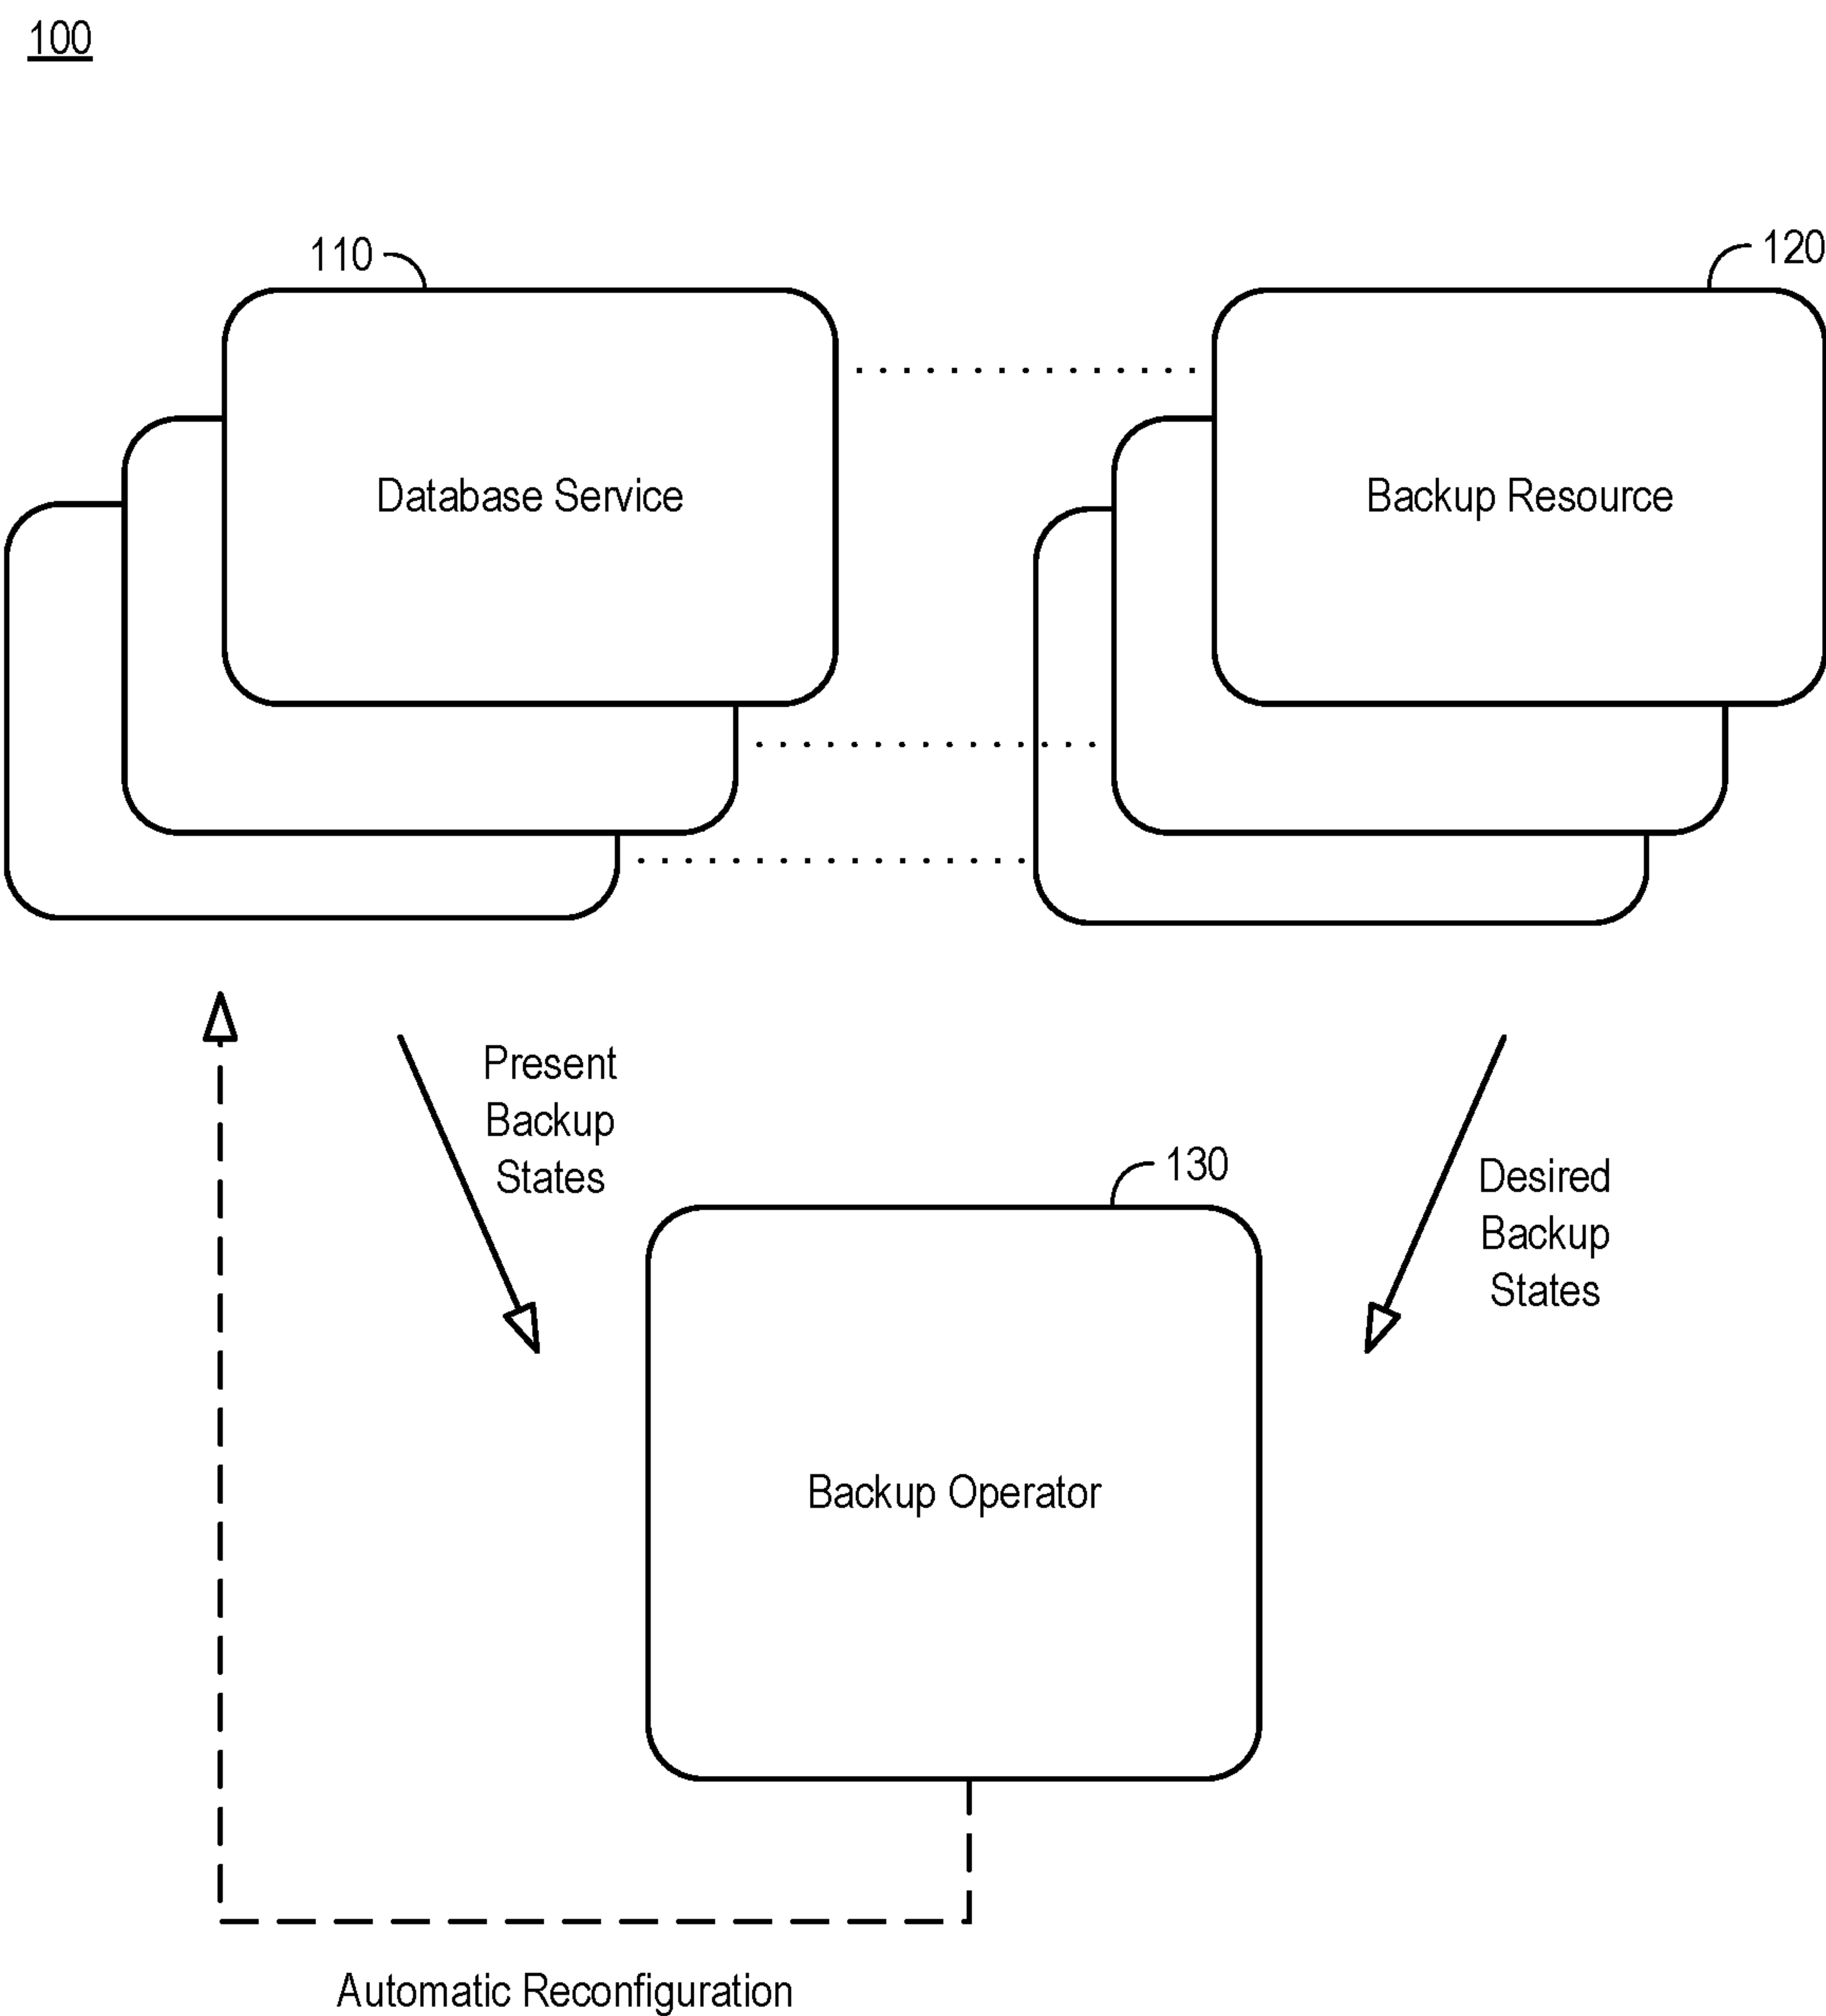 100
110
120
Database Service
Backup Resource
Present
Backup
States
130
Desired
Backup
States
Backup Operator
Automatic Reconfiguration